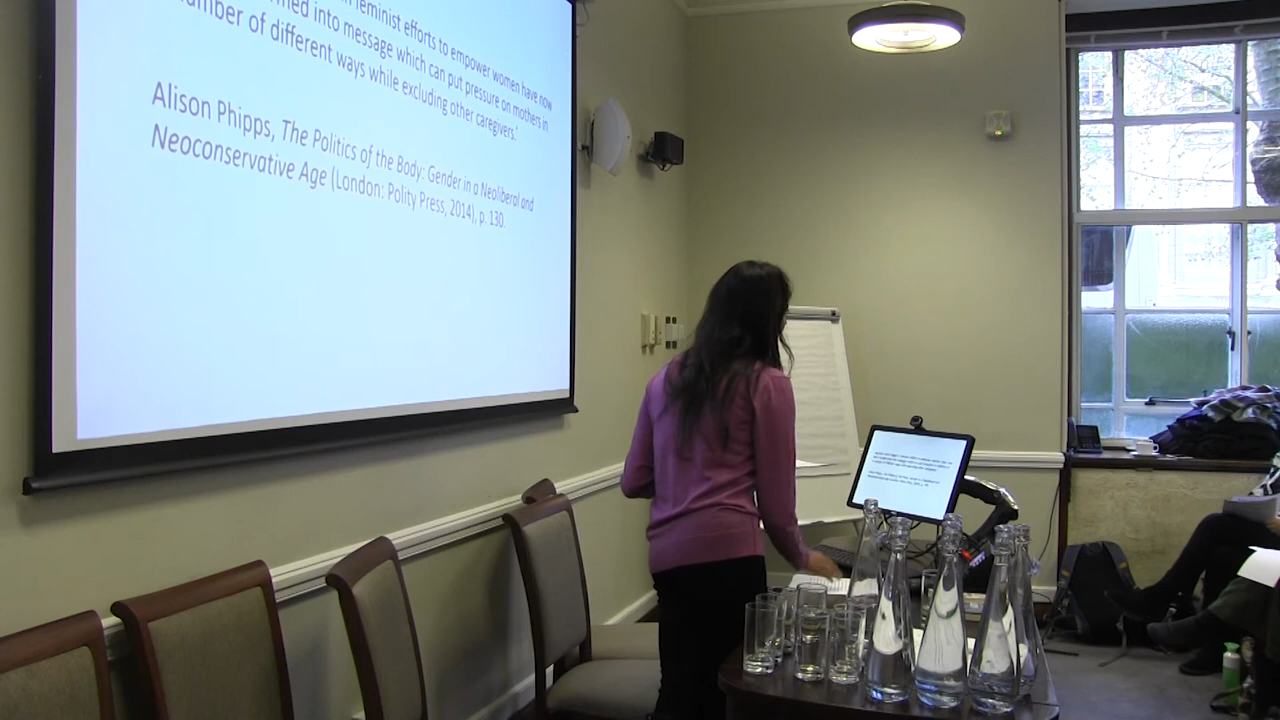 feminist efforts to empower women have now
into message which can put pressure on mothers in
number of different ways while excluding other caregivers.'
Alison Phipps, The Politics of the Body: Gender in a Neoliberal and
Neoconservative Age (London: Polity Press, 2014), p. 130.